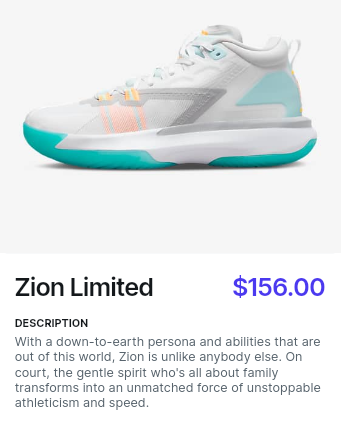 Zion Limited $156.00
DESCRIPTION
With a down-to-earth persona and abilities that are
out of this world, Zion is unlike anybody else. On
court, the gentle spirit who's all about family
transforms into an unmatched force of unstoppable
athleticism and speed.